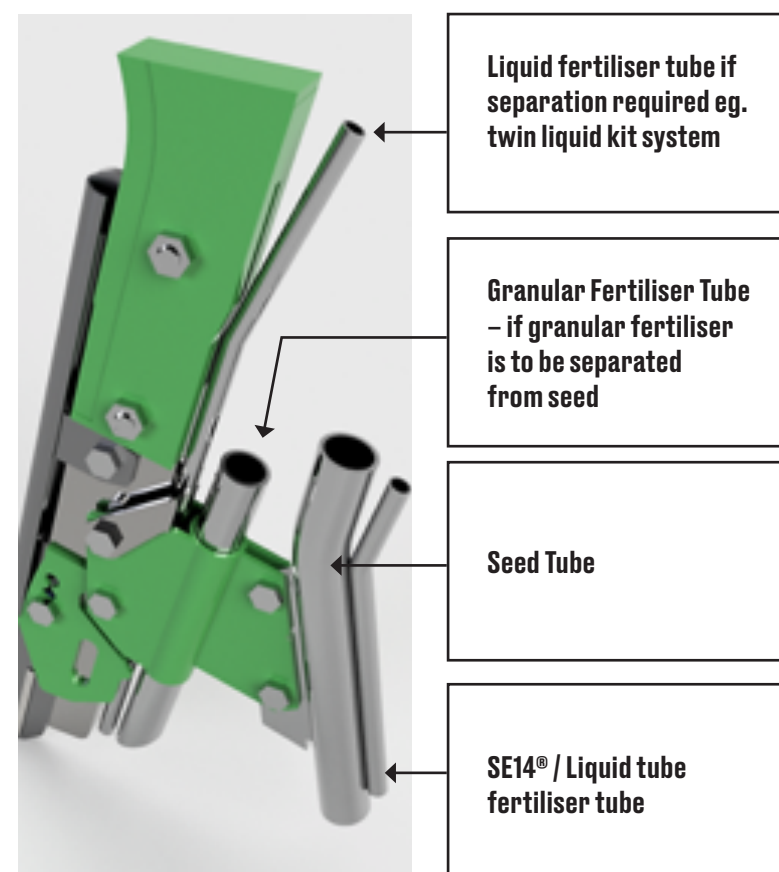 Liquid fertiliser tube if
separation required eg.
twin liquid kit system
Granular Fertiliser Tube
– if granular fertiliser
is to be separated
from seed
Seed Tube
SE14® / Liquid tube
fertiliser tube